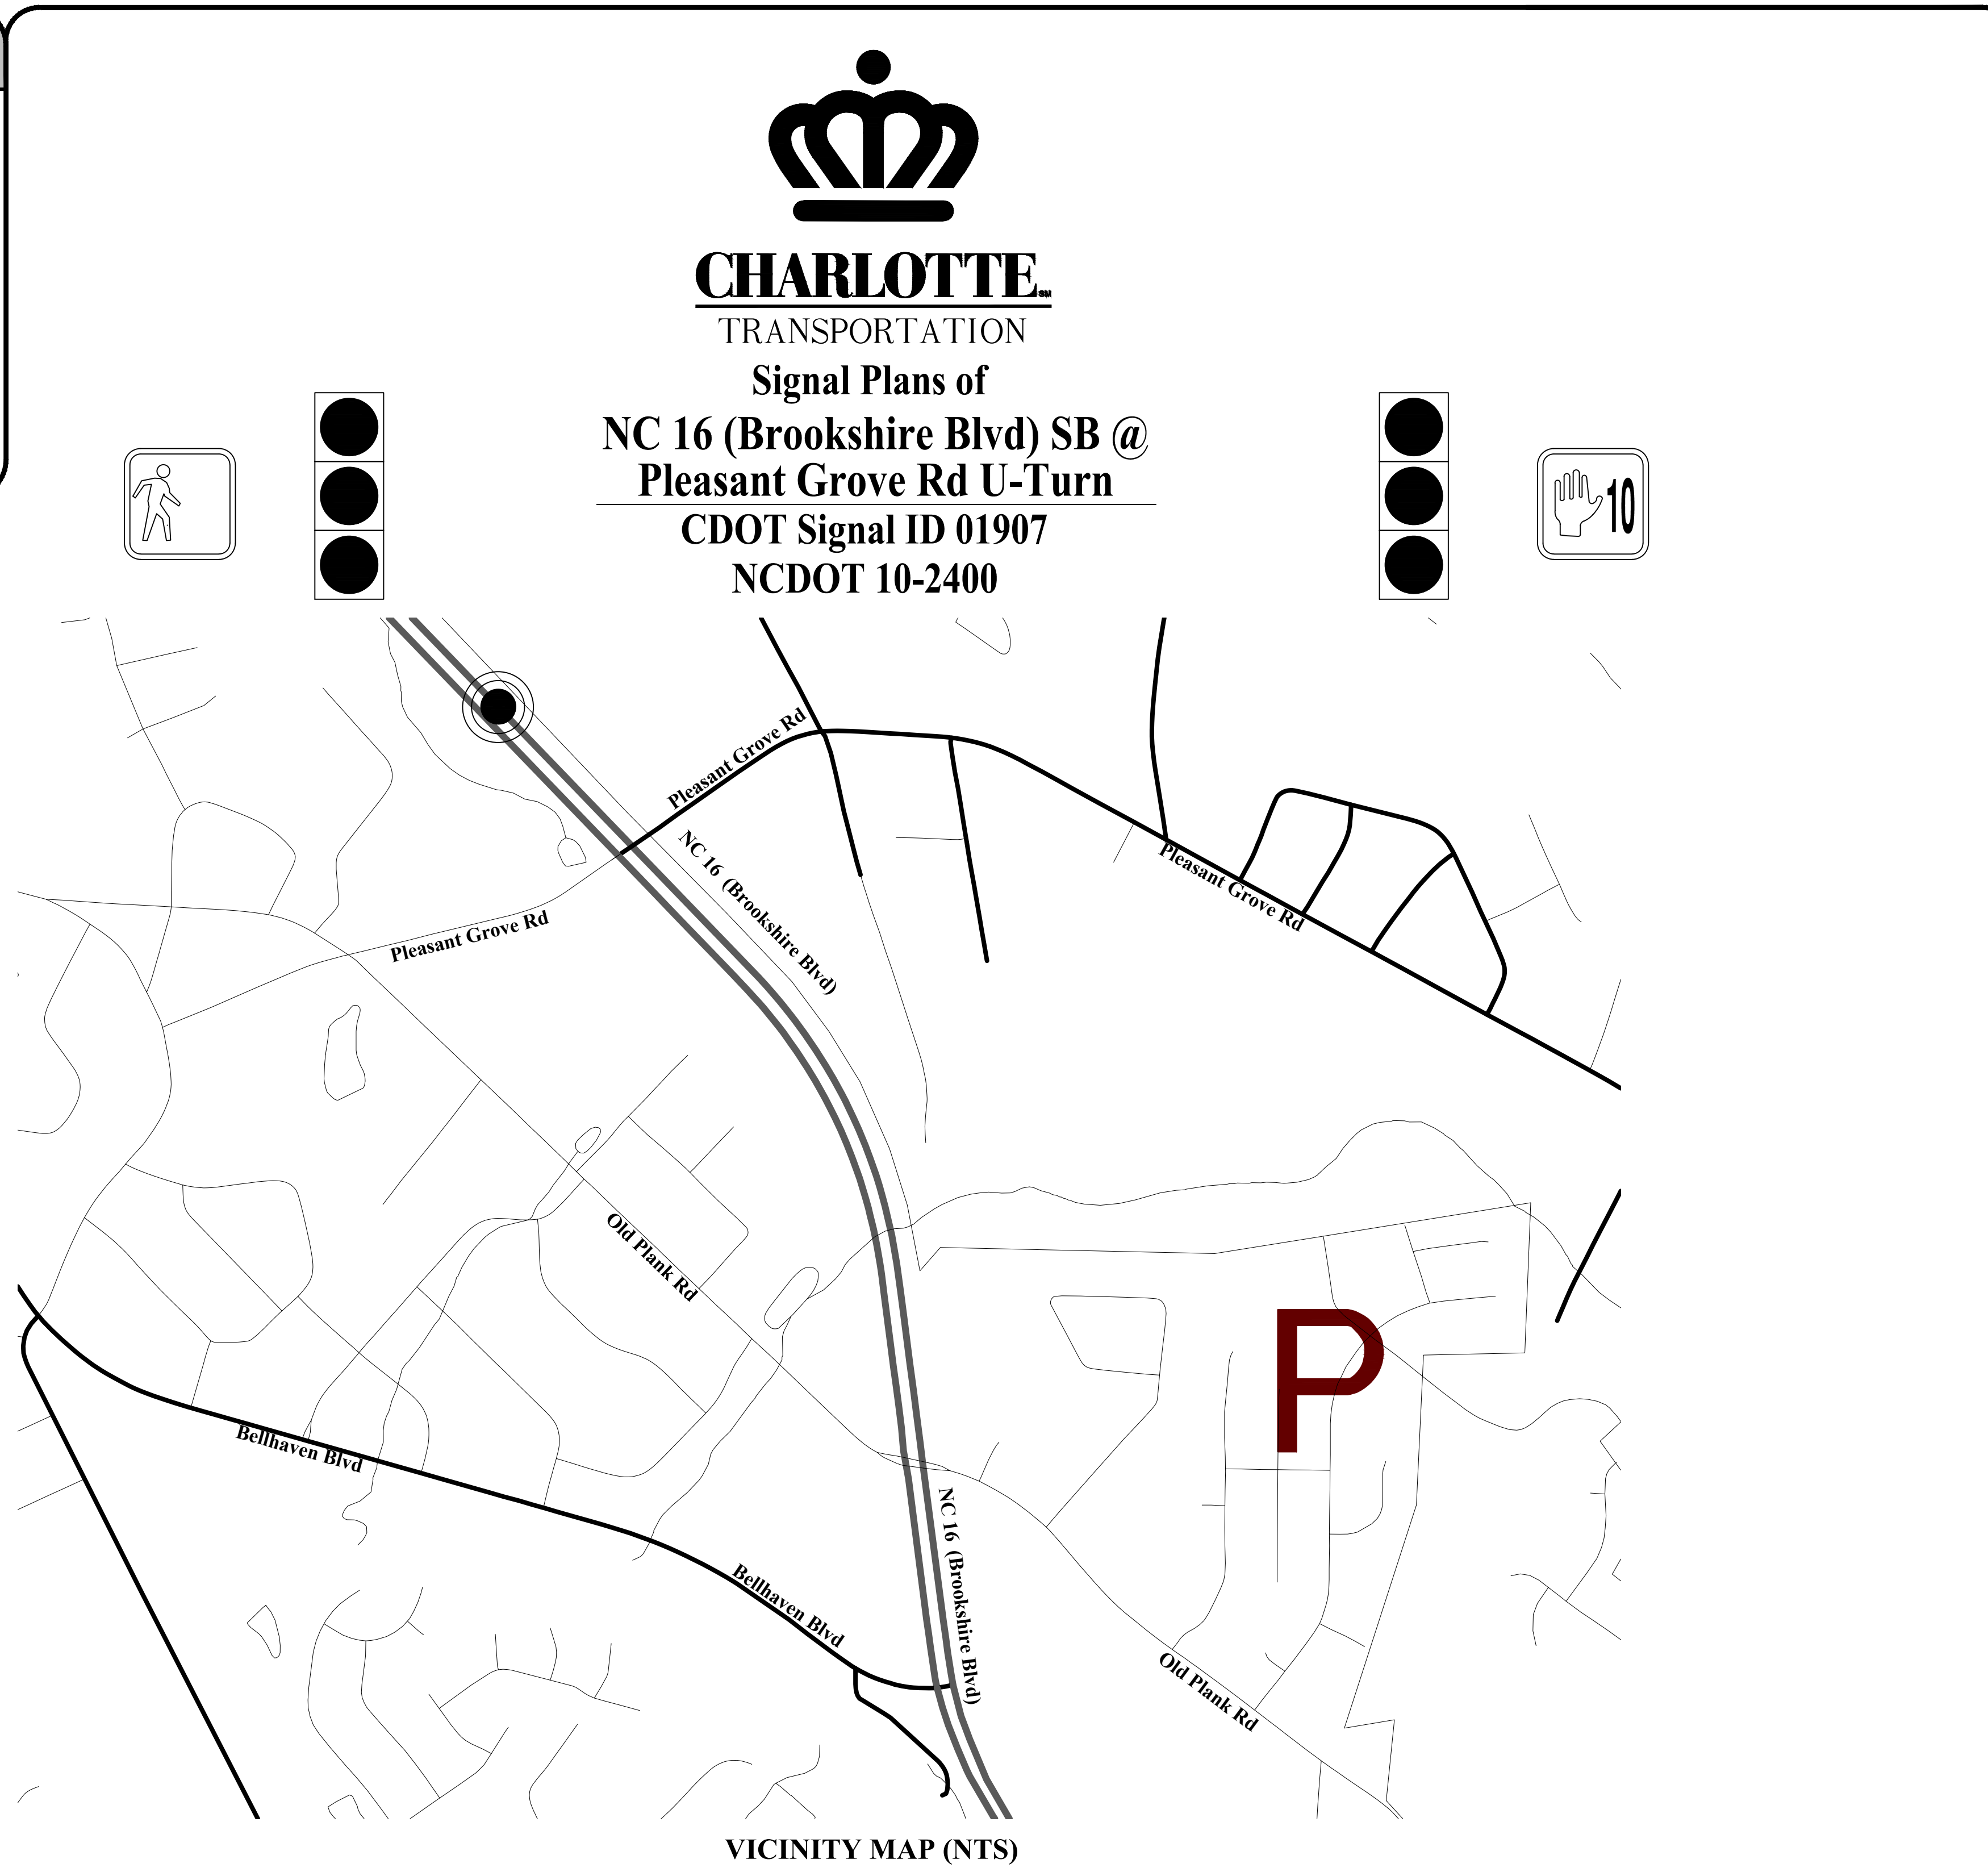 CHARLOTTE SM
TRANSPORTATION
Signal Plans of
NC 16 (Brookshire Blvd) SB @
Pleasant Grove Rd U-Turn
CDOT Signal ID 01907
NCDOT 10-2400
10
Pleasant Grove Rd
NC 16 (Brookshire Blvd)
Pleasant Grove Rd
Pleasant Grove Rd
Old Plank Rd
P
Bellhaven Blvd
NC 16 (Brookshire Blvd)
Bellhaven Blvd
Old Plank Rd
VICINITY MAP (NTS)